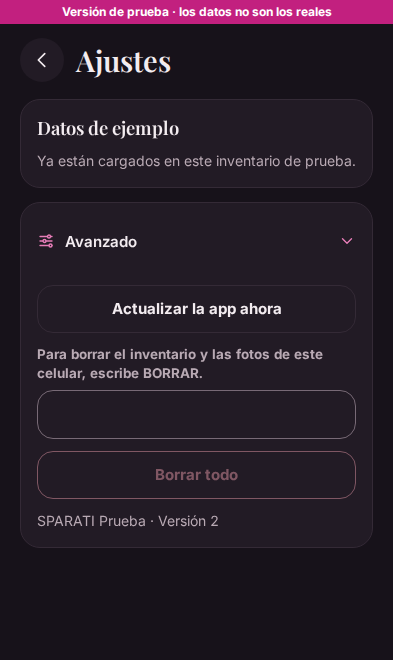 Versión de prueba · los datos no son los reales
Ajustes
Datos de ejemplo
Ya están cargados en este inventario de prueba.
Avanzado
Actualizar la app ahora
Para borrar el inventario y las fotos de este
celular, escribe BORRAR.
Borrar todo
SPARATI Prueba · Versión 2